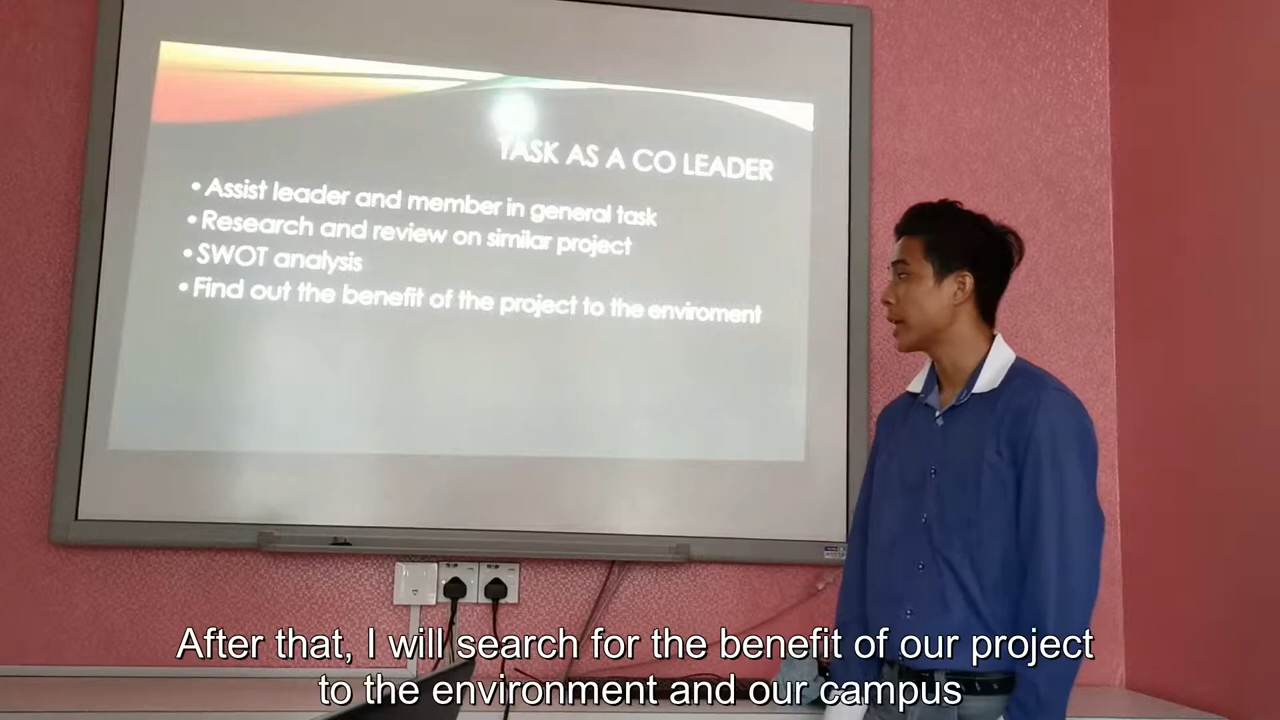 TASK AS A CO LEADER
• Assist leader and member in general task
• Research and review on similar project
• SWOT analysis
• Find out the benefit of the project to the enviroment
After that, I will search for the benefit of our project
to the environment and our campus